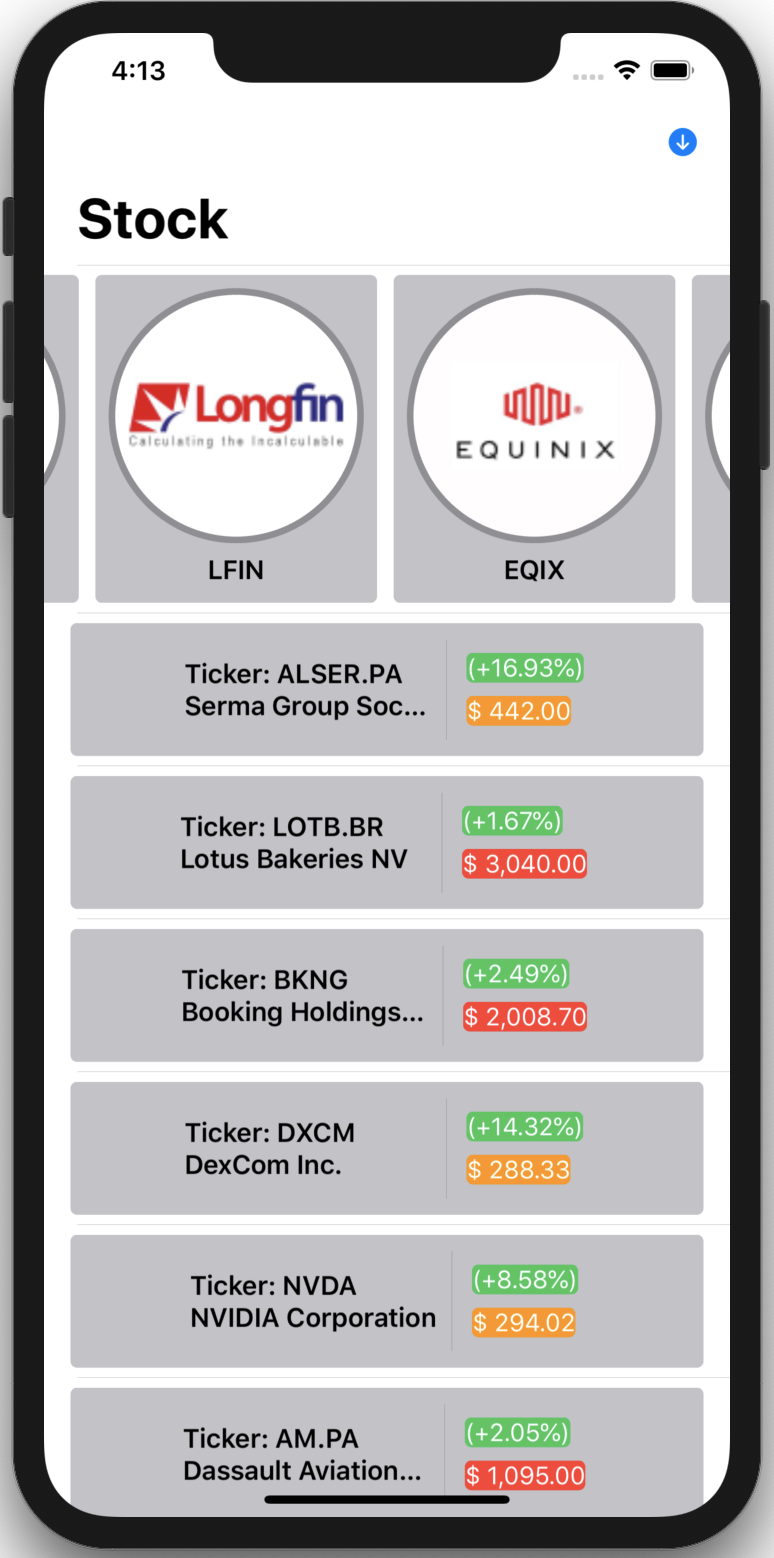 4:13
Stock
Longfin
Calculating the Incalculable
LFIN
EQUINIX
EQIX
Ticker: ALSER.PA
Serma Group Soc...
(+16.93%)
$ 442.00
Ticker: LOTB.BR
Lotus Bakeries NV
(+1.67%)
$ 3,040.00
Ticker: BKNG
Booking Holdings...
(+2.49%)
$ 2,008.70
Ticker: DXCM
DexCom Inc.
(+14.32%)
$ 288.33
Ticker: NVDA
NVIDIA Corporation
(+8.58%)
$ 294.02
Ticker: AM.PA
Dassault Aviation...
(+2.05%)
$ 1,095.00